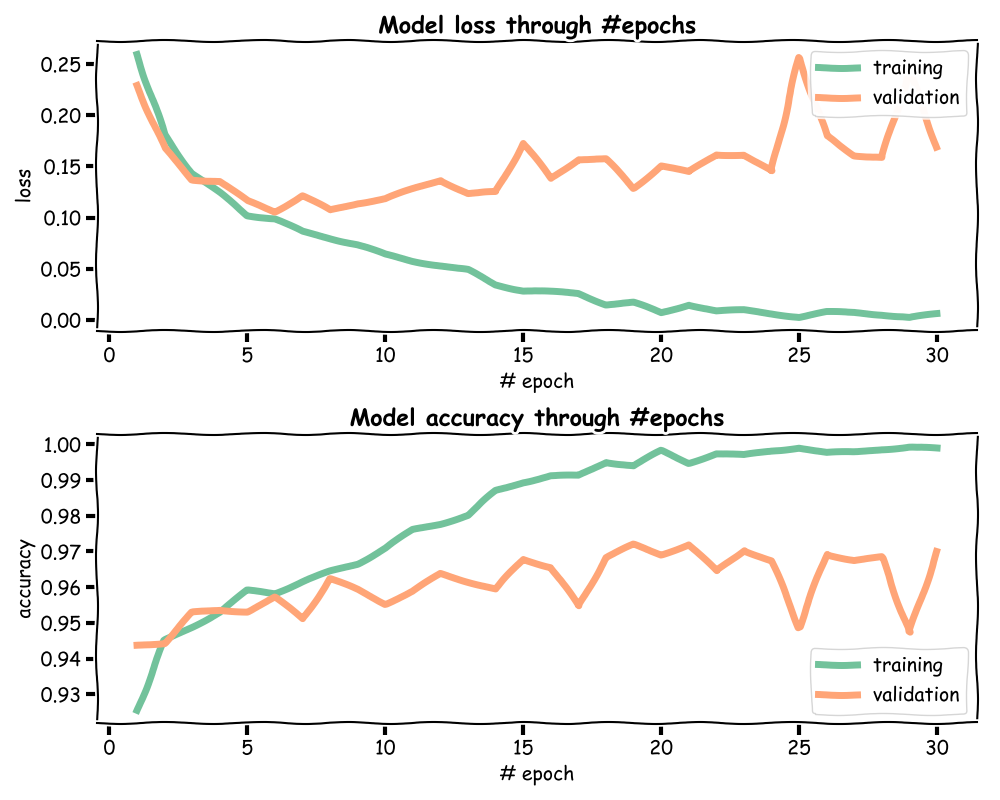 Model loss through #epochs
0.25
0.20
0.15
0.10
0.05
0.00
loss
training
validation
0 5 10 15 20 25 30
# epoch
Model accuracy through #epochs
1.00
0.99
0.98
0.97
0.96
0.95
0.94
0.93
accuracy
training
validation
0 5 10 15 20 25 30
# epoch